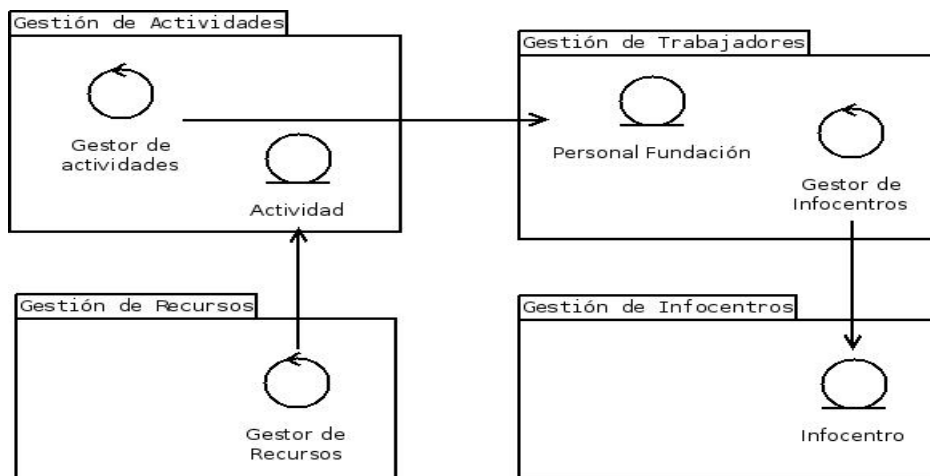 Gestión de Actividades
Gestor de
actividades
Actividad
Gestión de Trabajadores
Personal Fundación
Gestor de
Infocentros
Gestión de Recursos
Gestor de
Recursos
Gestión de Infocentros
Infocentro